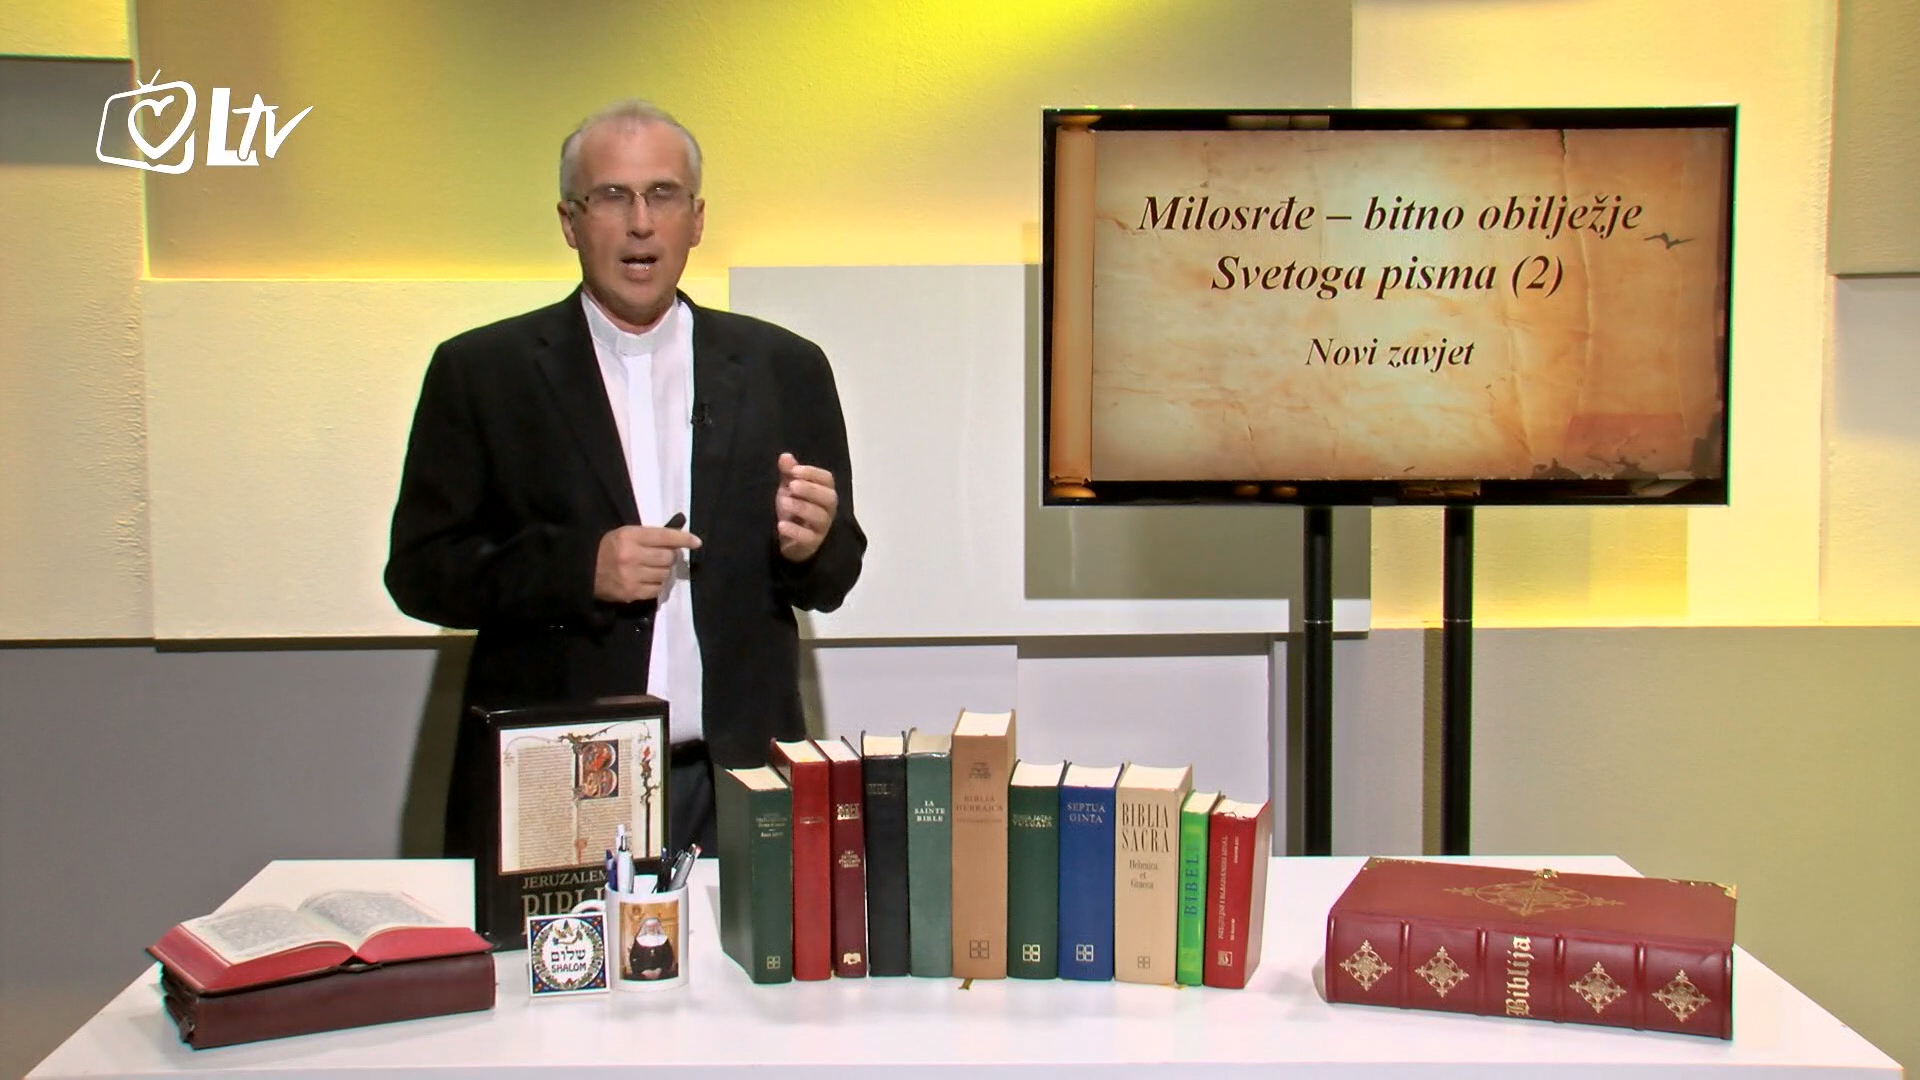 LTV
Milosrđe – bitno obilježje
Svetoga pisma (2)
Novi zavjet
JERUZALEM
שלום
SHALOM
LA
SAINTE
BIBLE
BIBLIA
HEBRAICA
VULGATA
SEPTUA
GINTA
BIBLIA
SACRA
Hebraica
et
Graeca
BIBEL
Biblija